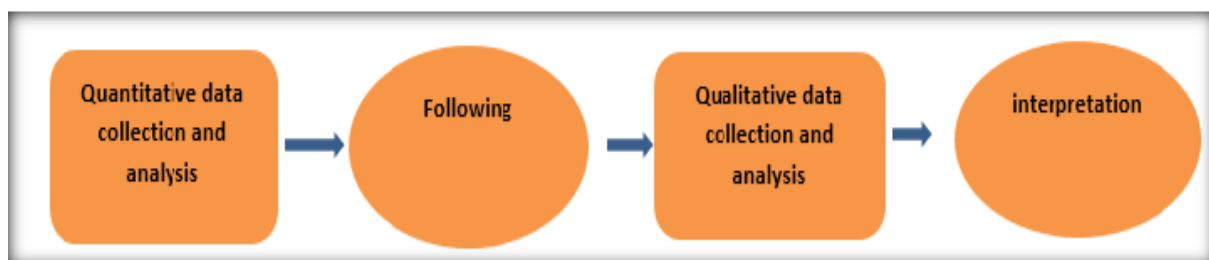 Quantitative data
collection and
analysis
Following
Qualitative data
collection and
analysis
interpretation